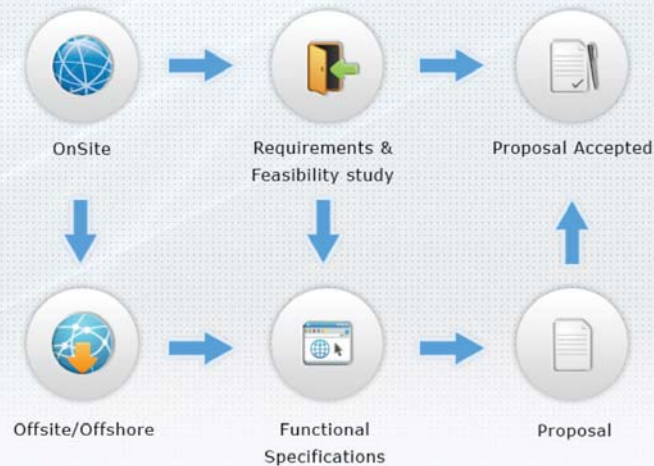 OnSite
Requirements &
Feasibility study
Proposal Accepted
Offsite/Offshore
Functional
Specifications
Proposal